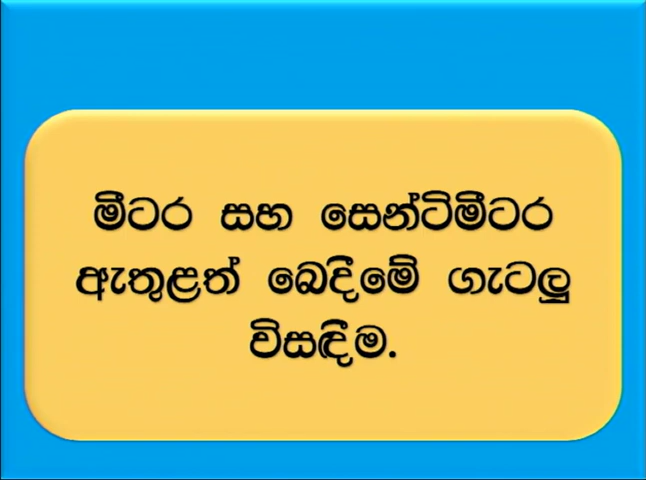 මීටර සහ සෙන්ටිමීටර
ඇතුළත් බෙදීමේ ගැටලු
විසඳීම.